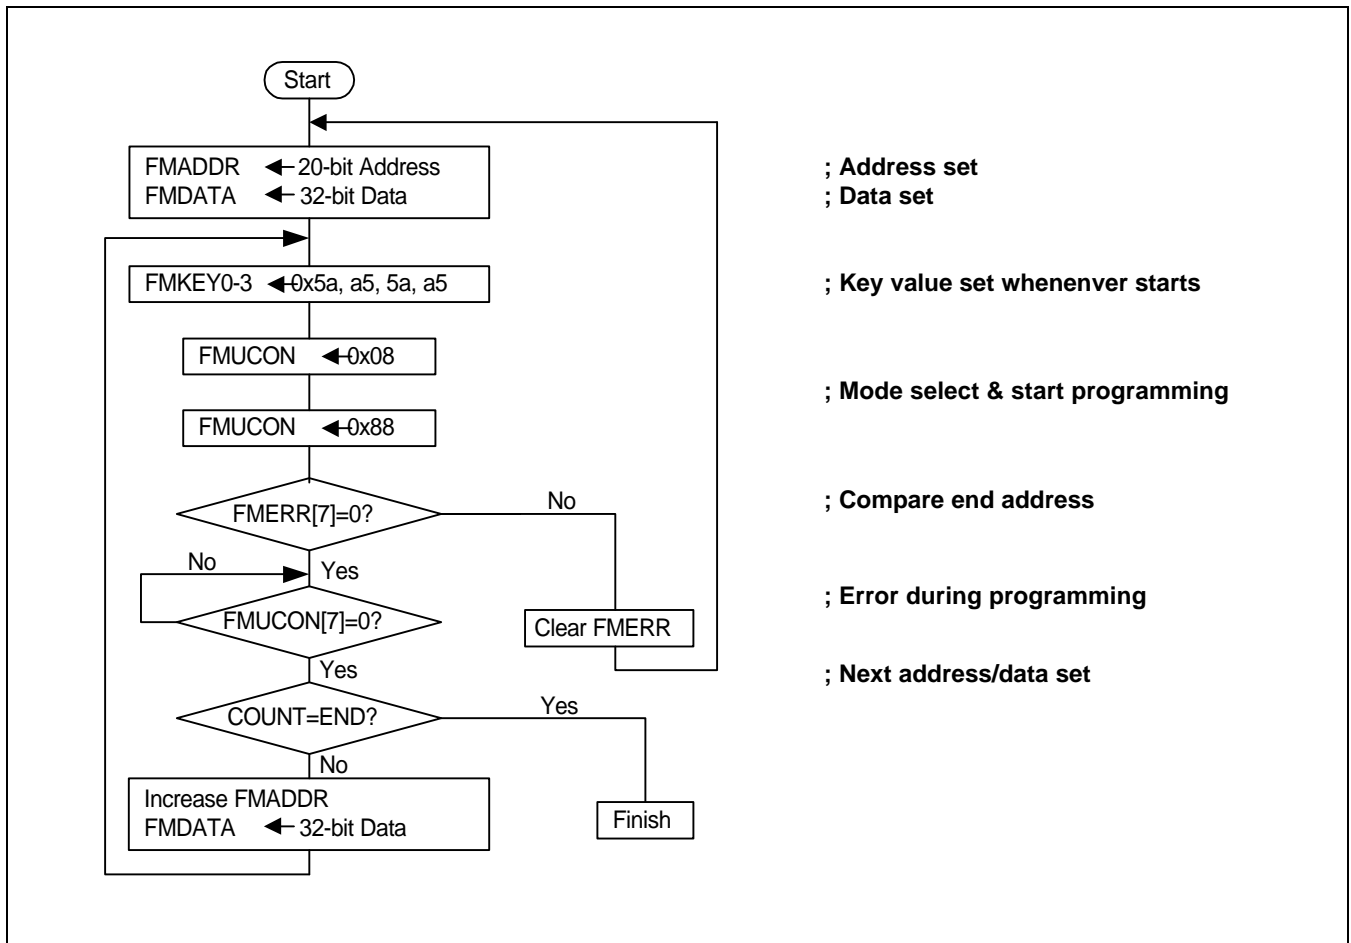 Start
FMADDR 20-bit Address
FMDATA 32-bit Data
; Address set
; Data set
FMKEY0-3 0x5a, a5, 5a, a5
; Key value set whenenver starts
FMUCON 0x08
; Mode select & start programming
FMUCON 0x88
FMERR[7]=0?
No
; Compare end address
No
Yes
FMUCON[7]=0?
; Error during programming
Clear FMERR
Yes
; Next address/data set
COUNT=END?
Yes
No
Increase FMADDR
FMDATA 32-bit Data
Finish